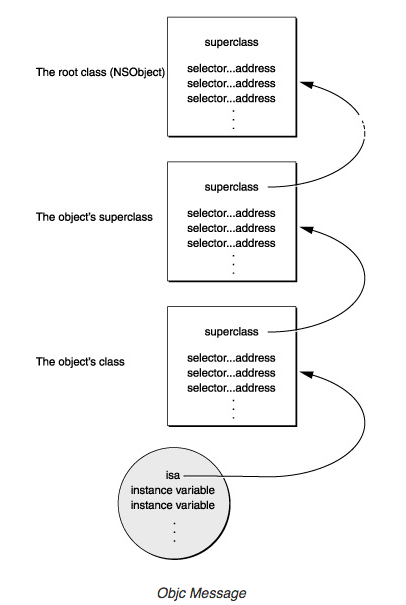 superclass
The root class (NSObject)
selector...address
selector...address
selector...address
.
.
.
superclass
The object's superclass
selector...address
selector...address
selector...address
.
.
.
superclass
The object's class
selector...address
selector...address
selector...address
.
.
.
isa
instance variable
instance variable
.
.
.
Objc Message